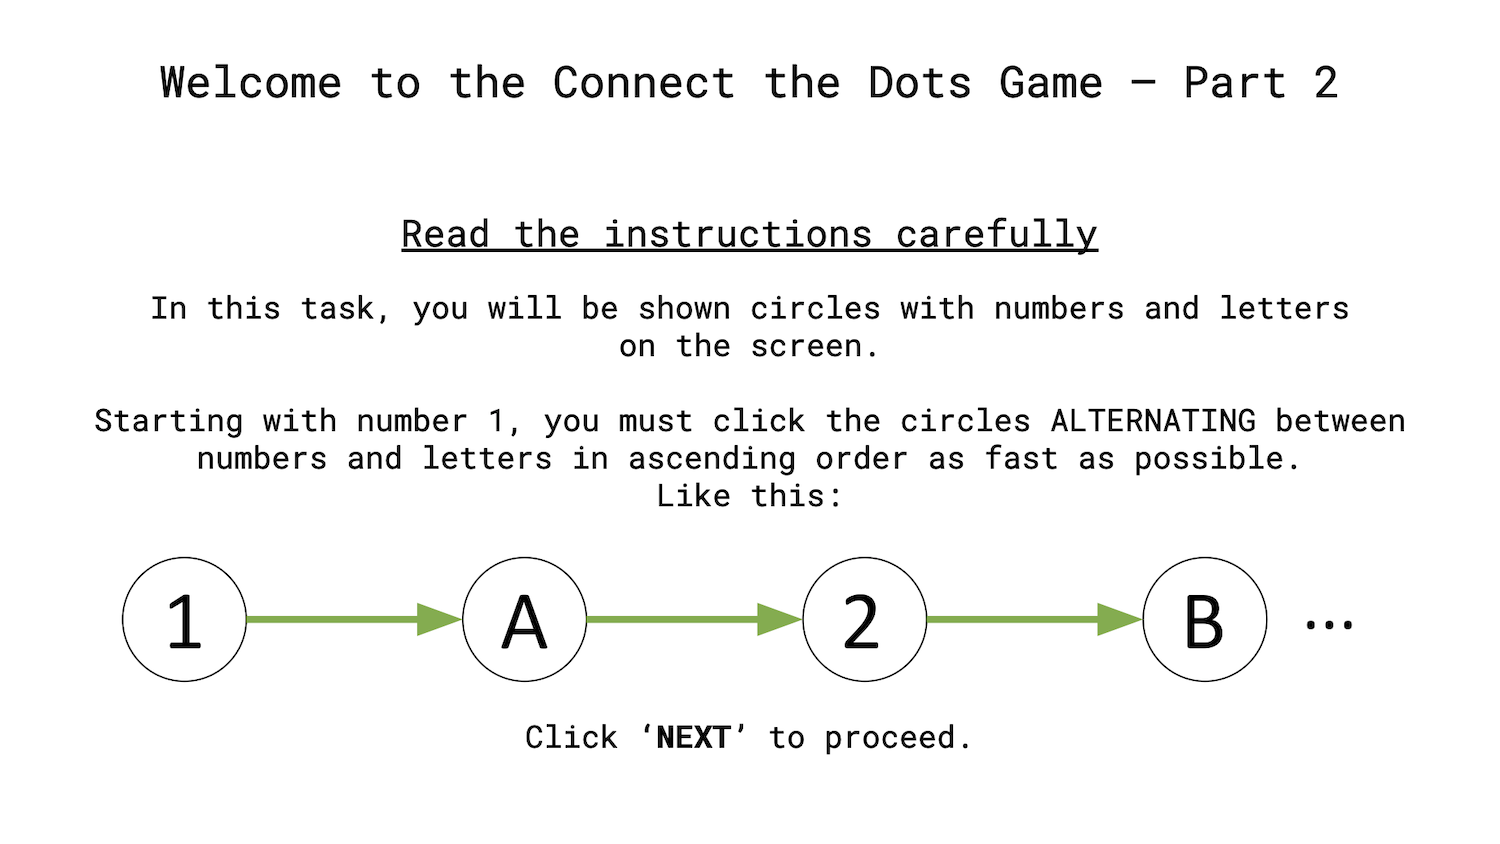 Welcome to the Connect the Dots Game – Part 2
Read the instructions carefully
In this task, you will be shown circles with numbers and letters
on the screen.
Starting with number 1, you must click the circles ALTERNATING between
numbers and letters in ascending order as fast as possible.
Like this:
1 A 2 B ...
Click ‘NEXT’ to proceed.